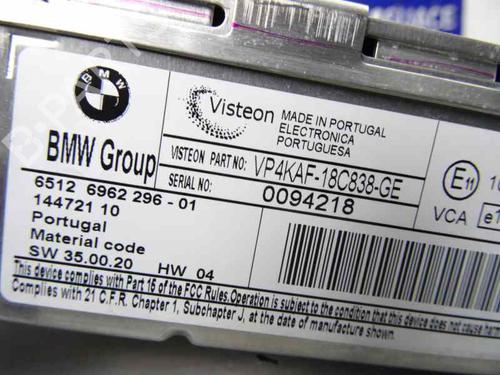 BMW
Visteon
MADE IN PORTUGAL
ELECTRONICA
PORTUGUESA
BMW Group
VISTEON PART NO: VP4KAF-18C838-GE
SERIAL NO: 0094218
6512 6962 296 - 01
144721 10
Portugal
Material code
SW 35.00.20 HW 04
E11
VCA e1
This device complies with Part 15 of the FCC Rules. Operation is subject to the condition that this device does not cause
Complies with 21 C.F.R. Chapter 1, Subchapter J, at date of manufacture